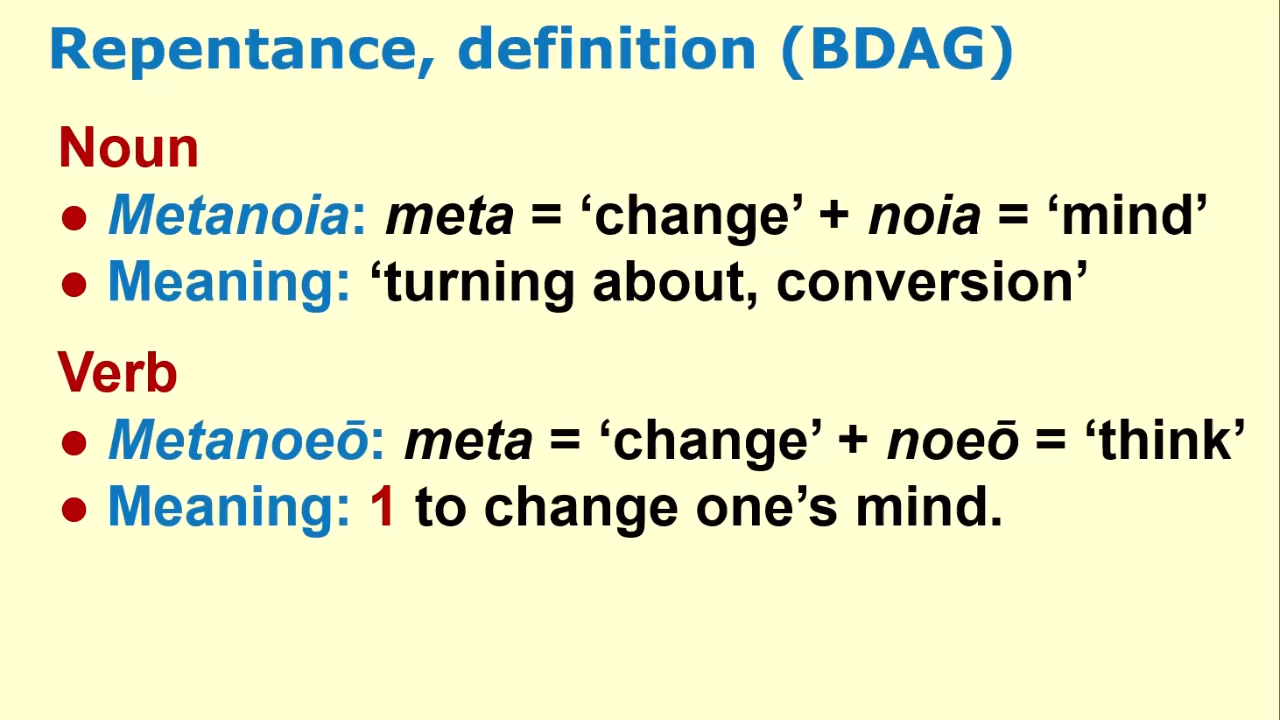 Repentance, definition (BDAG)
Noun
● Metanoia: meta = ‘change’ + noia = ‘mind’
● Meaning: ‘turning about, conversion’
Verb
● Metanoeō: meta = ‘change’ + noeō = ‘think’
● Meaning: 1 to change one’s mind.